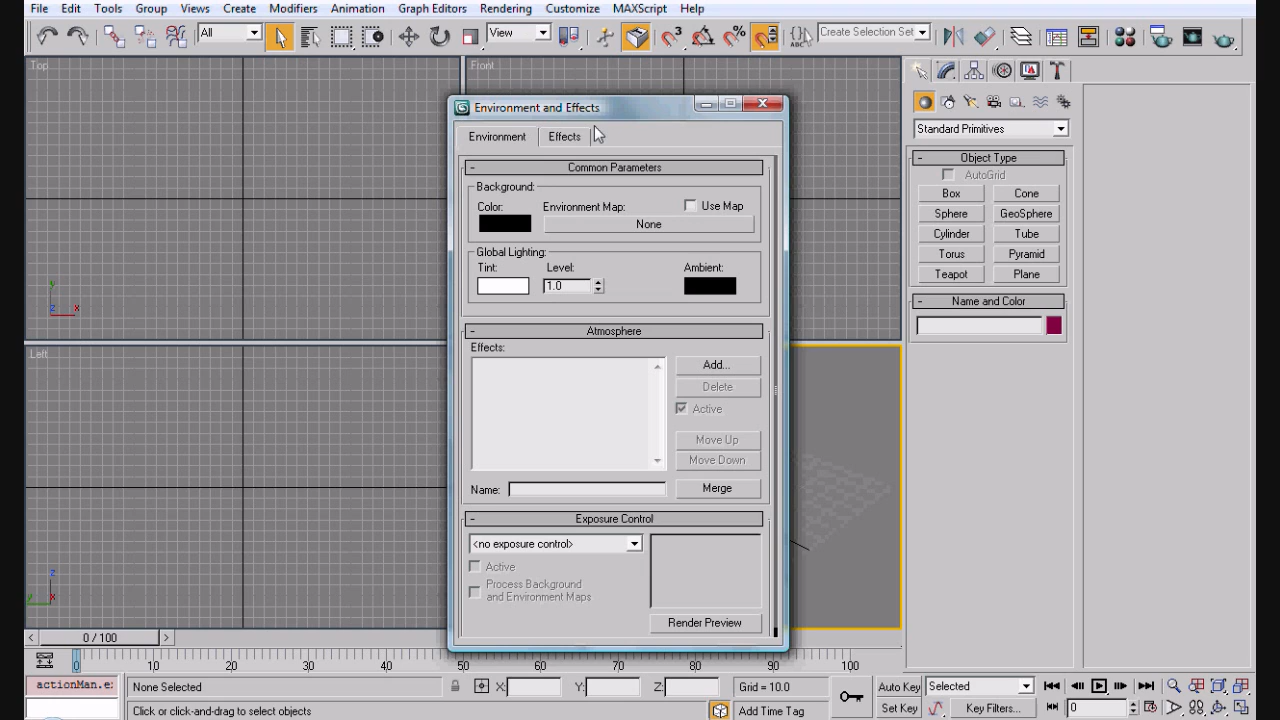 File Edit Tools Group Views Create Modifiers Animation Graph Editors Rendering Customize MAXScript Help
All
View
3
%
ABC
Create Selection Set
Top
Front
Environment and Effects
Environment Effects
Standard Primitives
- Common Parameters
- Object Type
AutoGrid
Background:
Color: Environment Map: Use Map
None
Box Cone
Sphere GeoSphere
Cylinder Tube
Torus Pyramid
Teapot Plane
Global Lighting:
Tint: Level: Ambient:
1.0
y
z x
- Name and Color
- Atmosphere
Effects:
Left
Add...
Delete
Active
Move Up
Move Down
Name: Merge
- Exposure Control
<no exposure control>
Active
Process Background
and Environment Maps
Render Preview
z
y x
< 0 / 100 >
0 10 20 30 40 50 60 70 80 90 100
actionMan.e:
None Selected
X: Y: Z:
Grid = 10.0
Auto Key
Selected
Click or click-and-drag to select objects
Add Time Tag
Set Key
Key Filters...
0